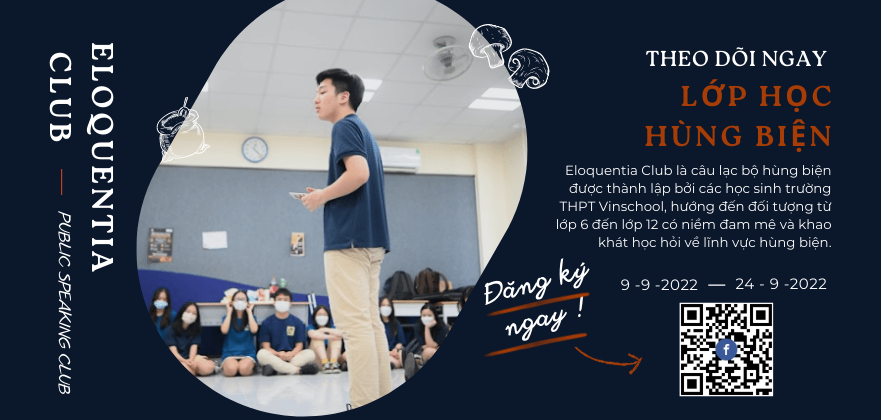 ELOQUENTIA
CLUB
PUBLIC SPEAKING CLUB
THEO DÕI NGAY
LỚP HỌC
HÙNG BIỆN
Eloquentia Club là câu lạc bộ hùng biện
được thành lập bởi các học sinh trường
THPT Vinschool, hướng đến đối tượng từ
lớp 6 đến lớp 12 có niềm đam mê và khao
khát học hỏi về lĩnh vực hùng biện.
Đăng ký
ngay !
9 -9 -2022 — 24 - 9 -2022